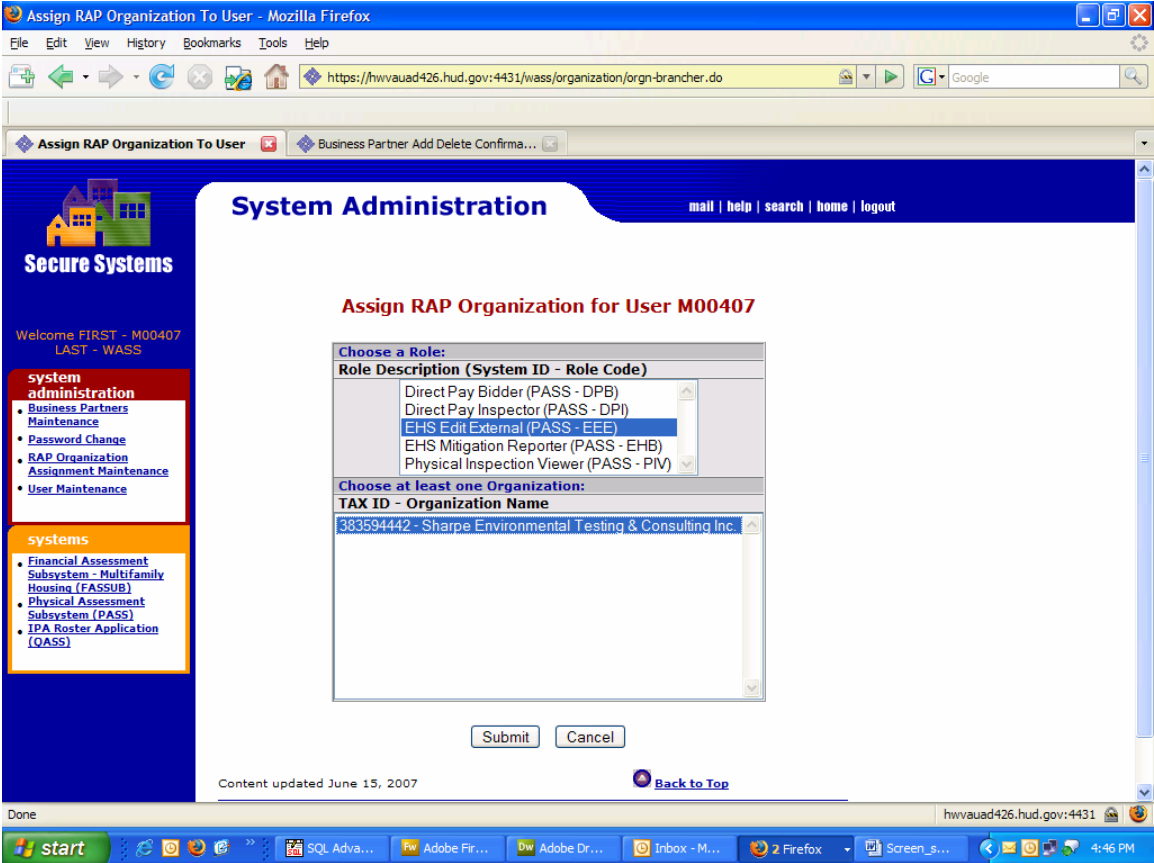 Assign RAP Organization To User - Mozilla Firefox
File Edit View History Bookmarks Tools Help
https://hwvauad426.hud.gov:4431/wass/organization/orgn-brancher.do
G Google
Assign RAP Organization To User
Business Partner Add Delete Confirma...
Secure Systems
System Administration
mail | help | search | home | logout
Welcome FIRST - M00407
LAST - WASS
system
administration
Business Partners
Maintenance
Password Change
RAP Organization
Assignment Maintenance
User Maintenance
systems
Financial Assessment
Subsystem - Multifamily
Housing (FASSUB)
Physical Assessment
Subsystem (PASS)
IPA Roster Application
(QASS)
Assign RAP Organization for User M00407
Choose a Role:
Role Description (System ID - Role Code)
Direct Pay Bidder (PASS - DPB)
Direct Pay Inspector (PASS - DPI)
EHS Edit External (PASS - EEE)
EHS Mitigation Reporter (PASS - EHB)
Physical Inspection Viewer (PASS - PIV)
Choose at least one Organization:
TAX ID - Organization Name
383594442 - Sharpe Environmental Testing & Consulting Inc.
Submit Cancel
Content updated June 15, 2007
Back to Top
Done
hwvauad426.hud.gov:4431
start
SQL Adva...
Fw Adobe Fir...
Dw Adobe Dr...
Inbox - M...
2 Firefox
Screen_s...
4:46 PM